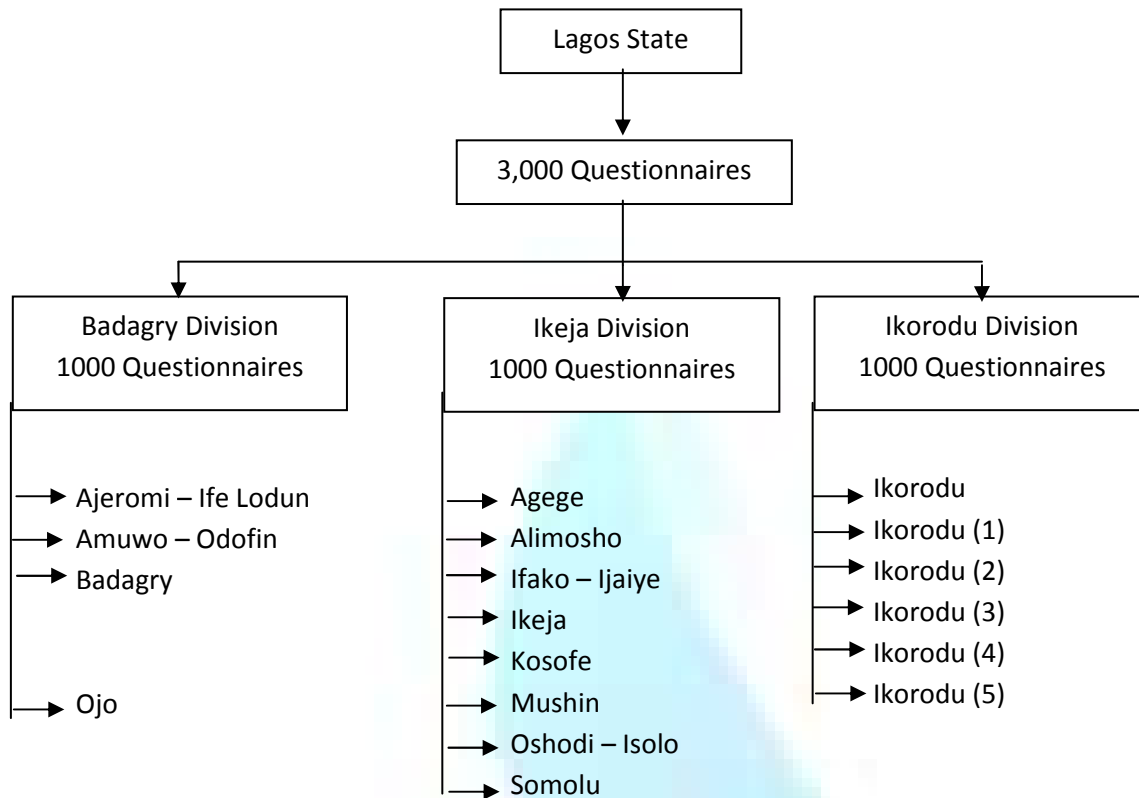 Lagos State
3,000 Questionnaires
Badagry Division
1000 Questionnaires
Ajeromi – Ife Lodun
Amuwo – Odofin
Badagry
Ojo
Ikeja Division
1000 Questionnaires
Agege
Alimosho
Ifako – Ijaiye
Ikeja
Kosofe
Mushin
Oshodi – Isolo
Somolu
Ikorodu Division
1000 Questionnaires
Ikorodu
Ikorodu (1)
Ikorodu (2)
Ikorodu (3)
Ikorodu (4)
Ikorodu (5)